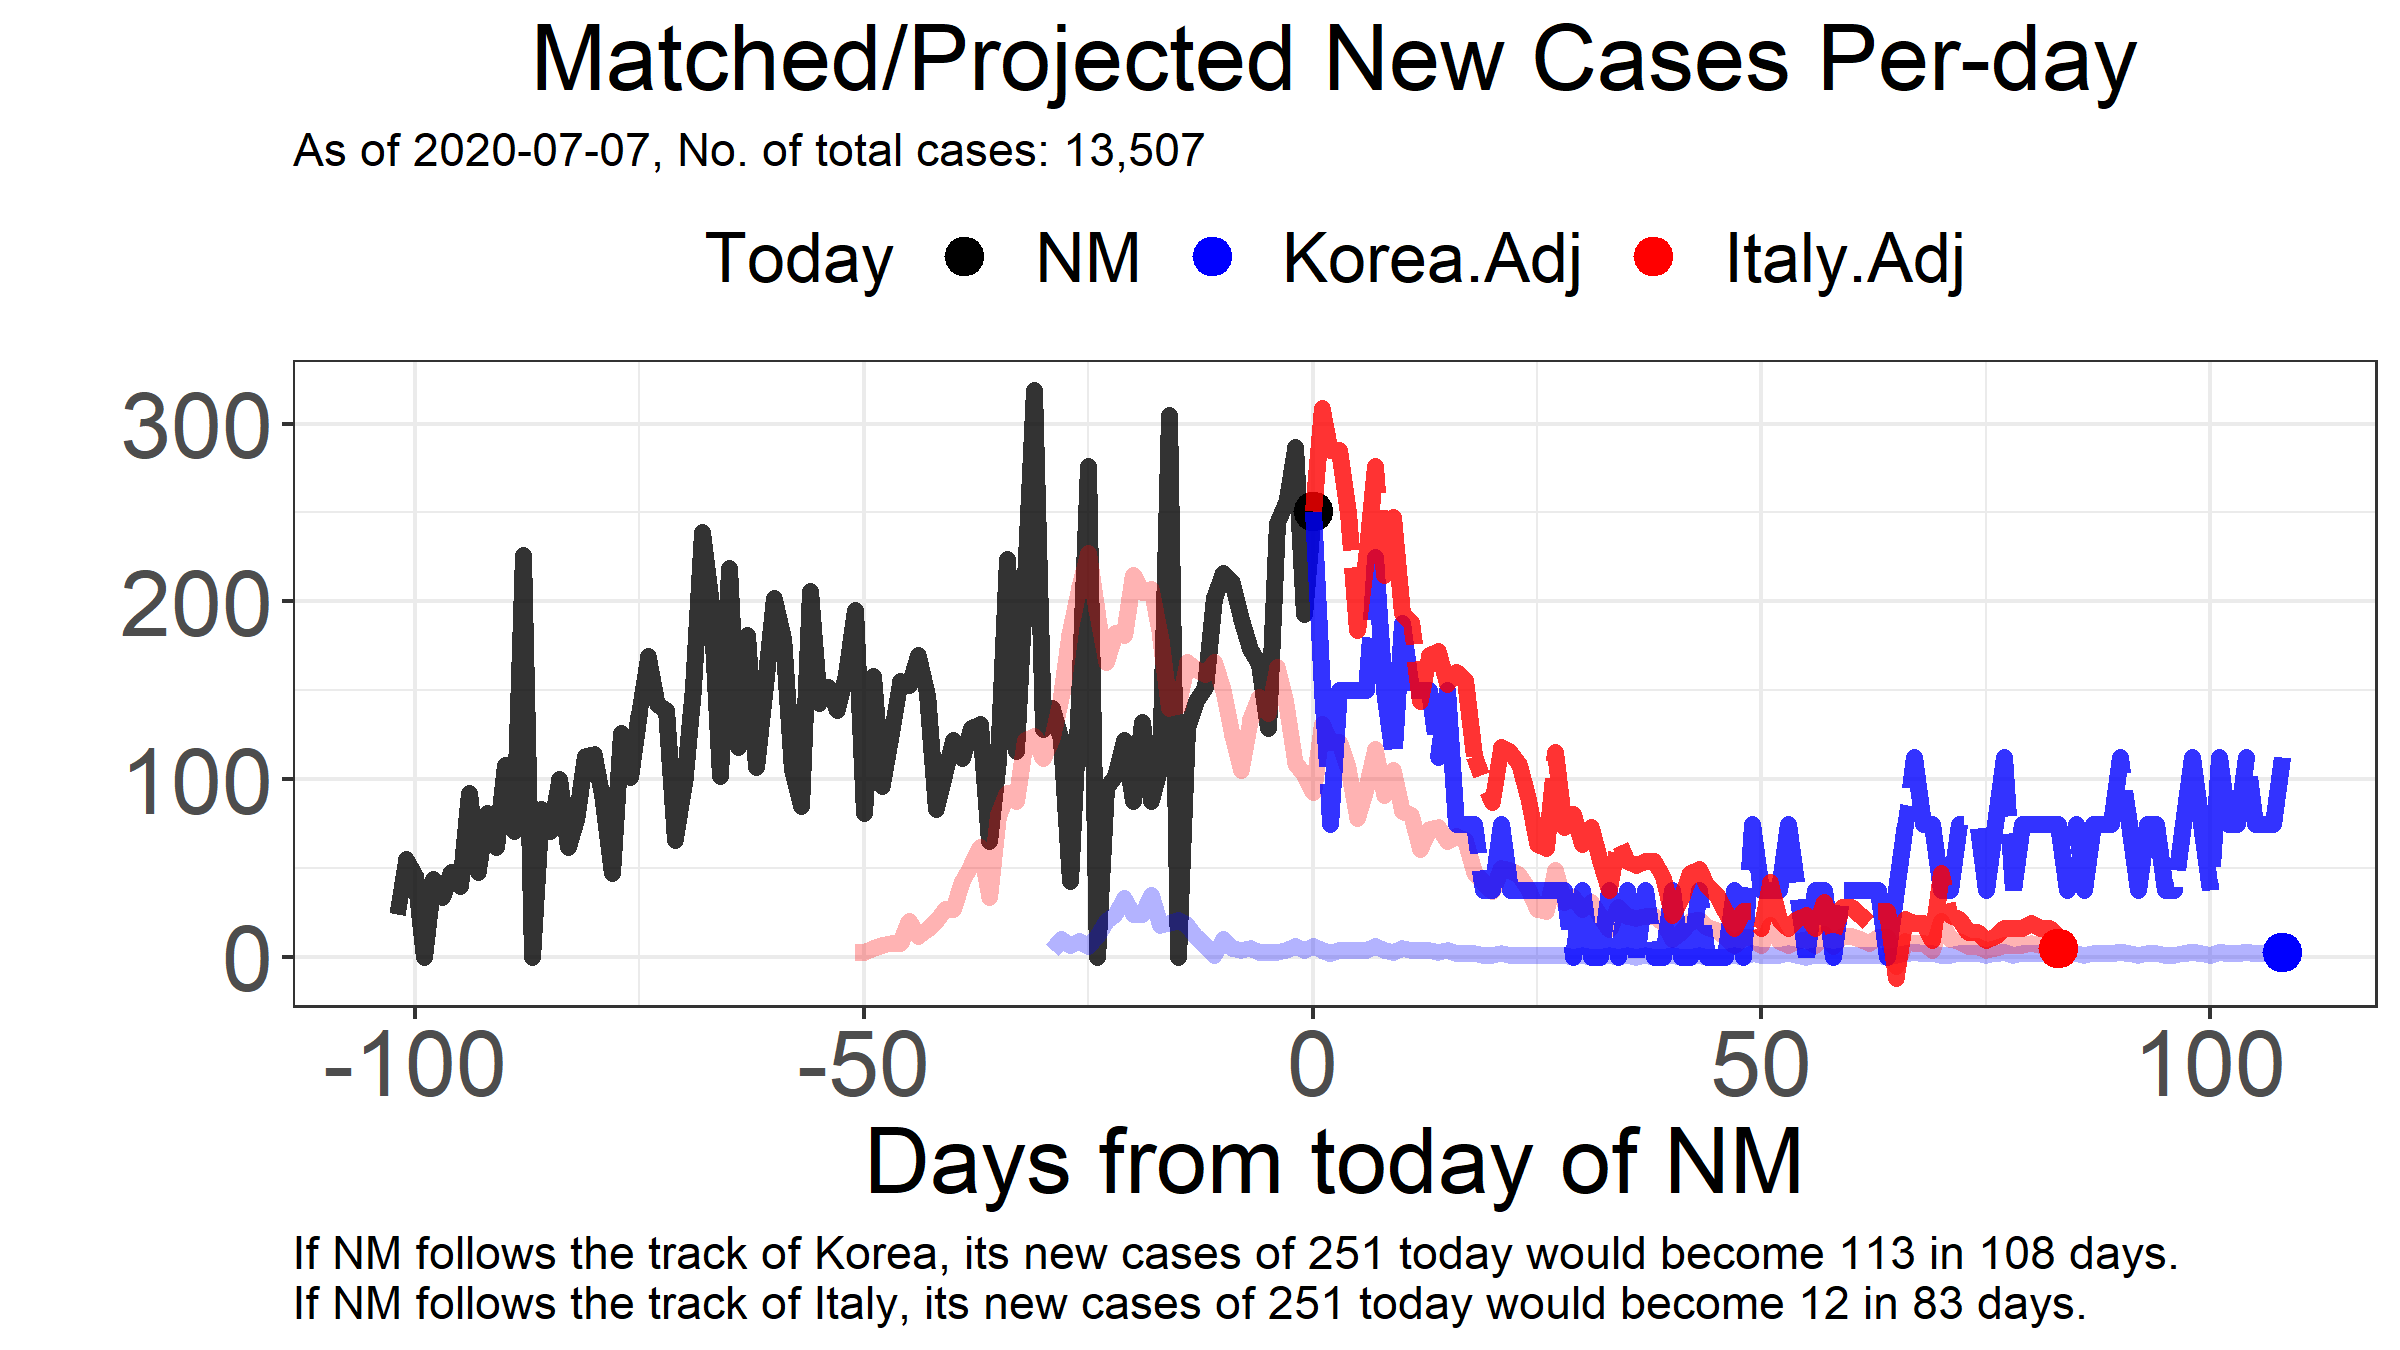 Matched/Projected New Cases Per-day
As of 2020-07-07, No. of total cases: 13,507
Today NM Korea.Adj Italy.Adj
300
200
100
0
-100 -50 0 50 100
Days from today of NM
If NM follows the track of Korea, its new cases of 251 today would become 113 in 108 days.
If NM follows the track of Italy, its new cases of 251 today would become 12 in 83 days.